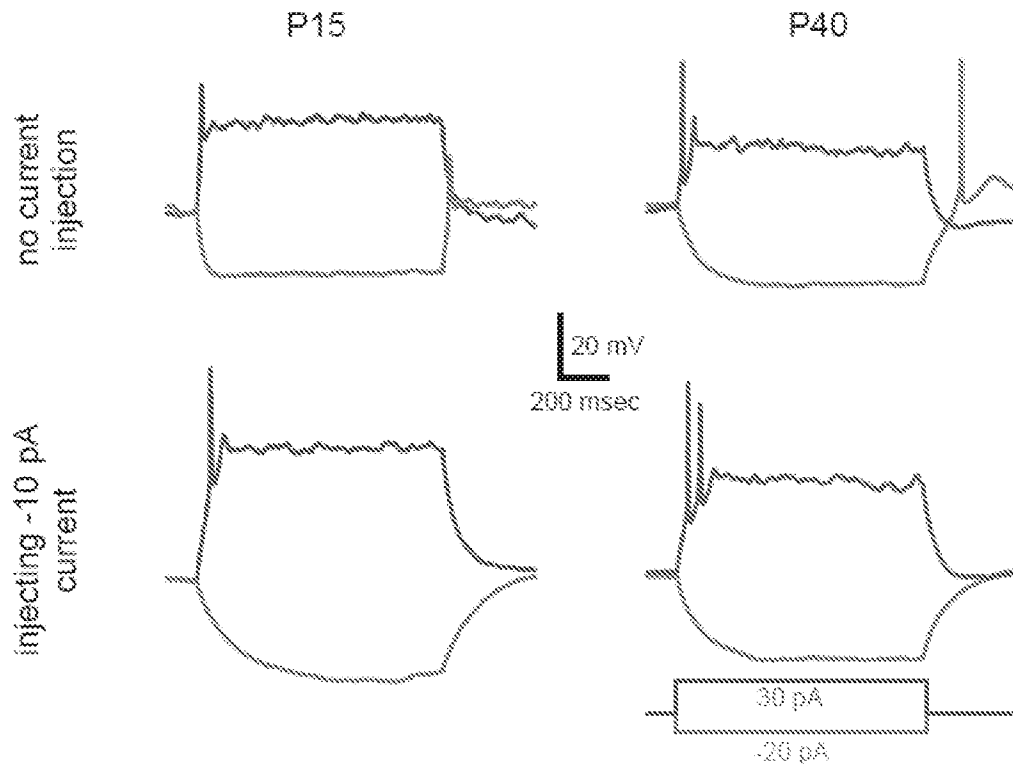 P15
P40
no current
injection
20 mV
200 msec
injecting -10 pA
current
30 pA
-20 pA